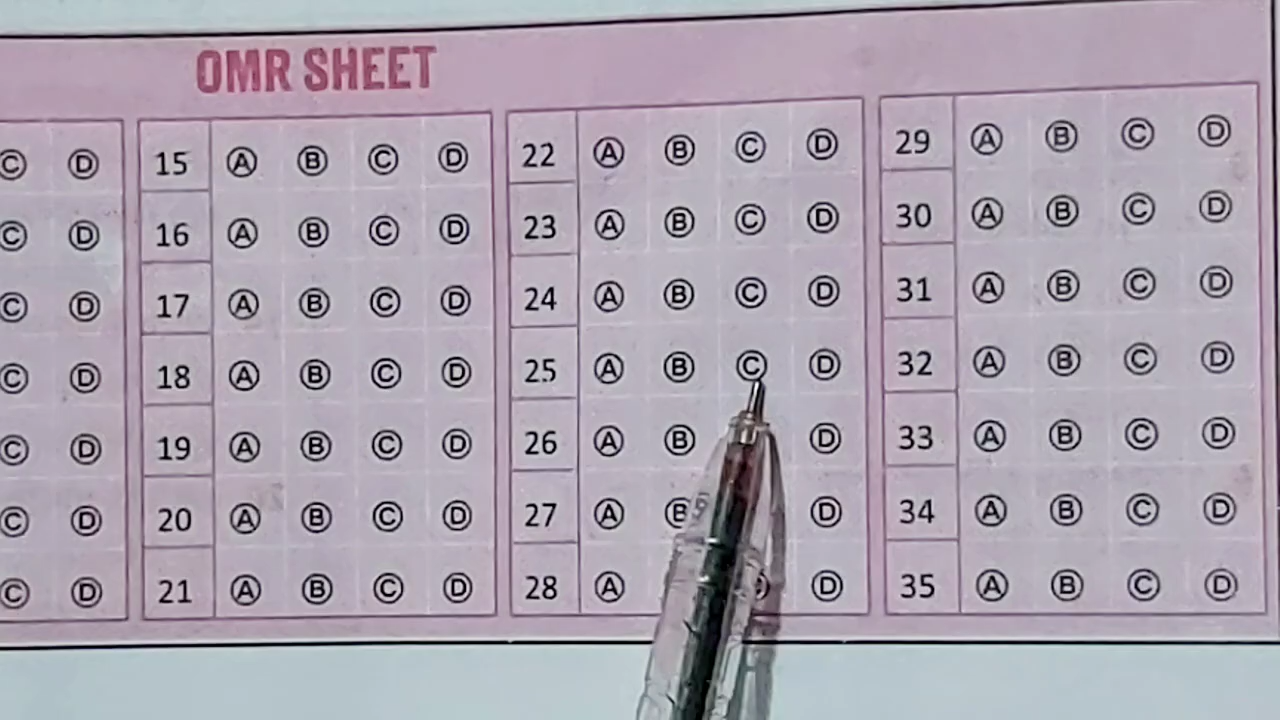 OMR SHEET
C D 15 A B C D 22 A B C D 29 A B C D
C D 16 A B C D 23 A B C D 30 A B C D
C D 17 A B C D 24 A B C D 31 A B C D
C D 18 A B C D 25 A B C D 32 A B C D
C D 19 A B C D 26 A B D 33 A B C D
C D 20 A B C D 27 A B D 34 A B C D
C D 21 A B C D 28 A D 35 A B C D